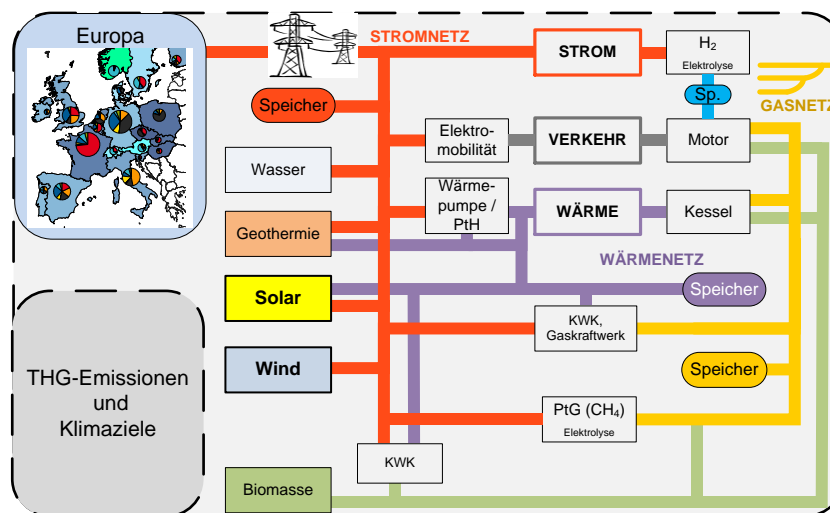 Europa
STROMNETZ
STROM
H2
Elektrolyse
Sp.
GASNETZ
Speicher
Elektro-
mobilität
VERKEHR
Motor
Wasser
Wärme-
pumpe /
PtH
WÄRME
Kessel
Geothermie
WÄRMENETZ
Solar
Speicher
KWK,
Gaskraftwerk
THG-Emissionen
und
Klimaziele
Wind
Speicher
PtG (CH4)
Elektrolyse
KWK
Biomasse